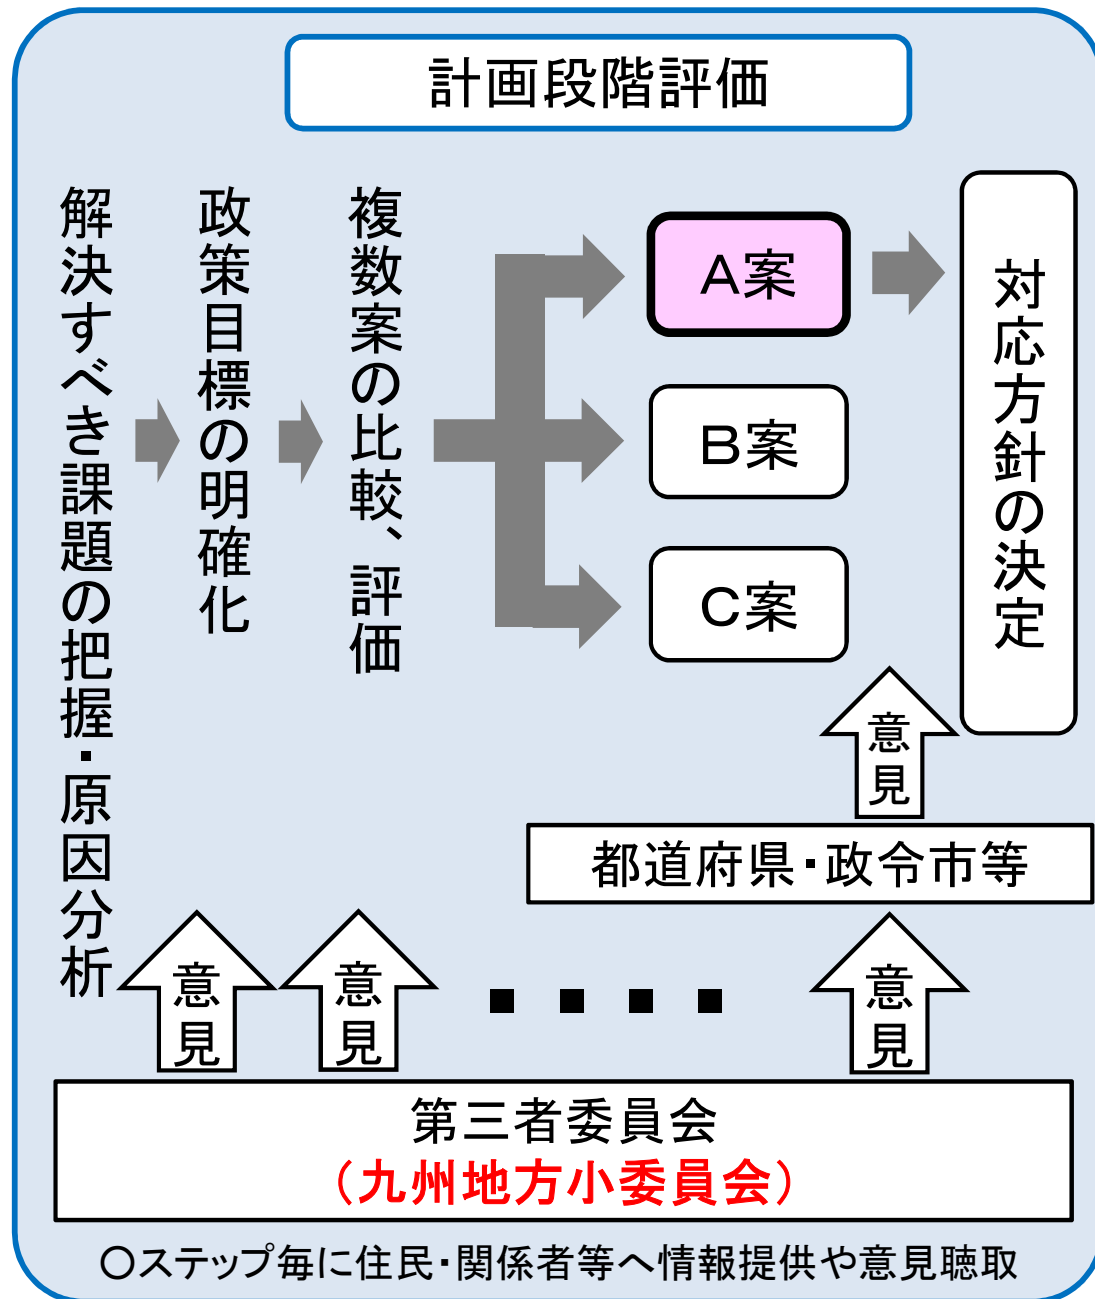 計画段階評価
解決すべき課題の把握・原因分析
政策目標の明確化
複数案の比較、評価
A案
B案
C案
対応方針の決定
意見
都道府県・政令市等
意見
意見
・・・・
意見
第三者委員会
（九州地方小委員会）
○ステップ毎に住民・関係者等へ情報提供や意見聴取